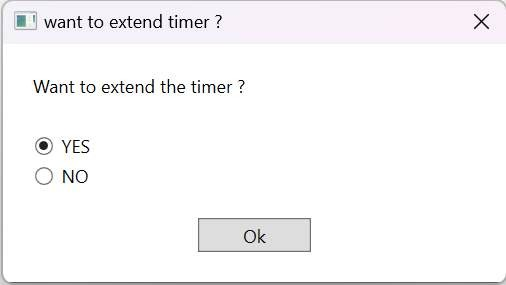 want to extend timer ?
Want to extend the timer ?
YES
NO
Ok